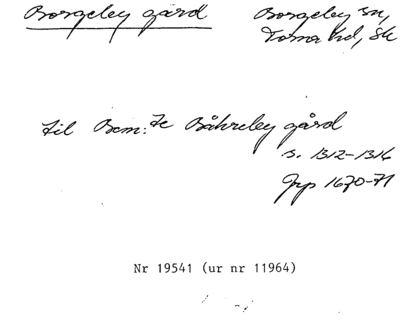 Borgeby gård
Borgeby sn,
Torna hd, Sk
till Bem: te Båhreby gård
s. 1312-1316
Jrp 1670-71
Nr 19541 (ur nr 11964)